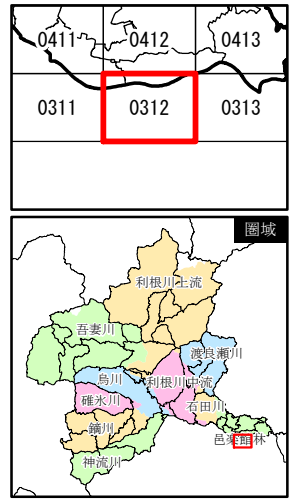 0411 0412 0413
0311 0312 0313
圏域
利根川上流
吾妻川
渡良瀬川
烏川
利根川中流
碓氷川
石田川
鏑川
邑楽館林
神流川